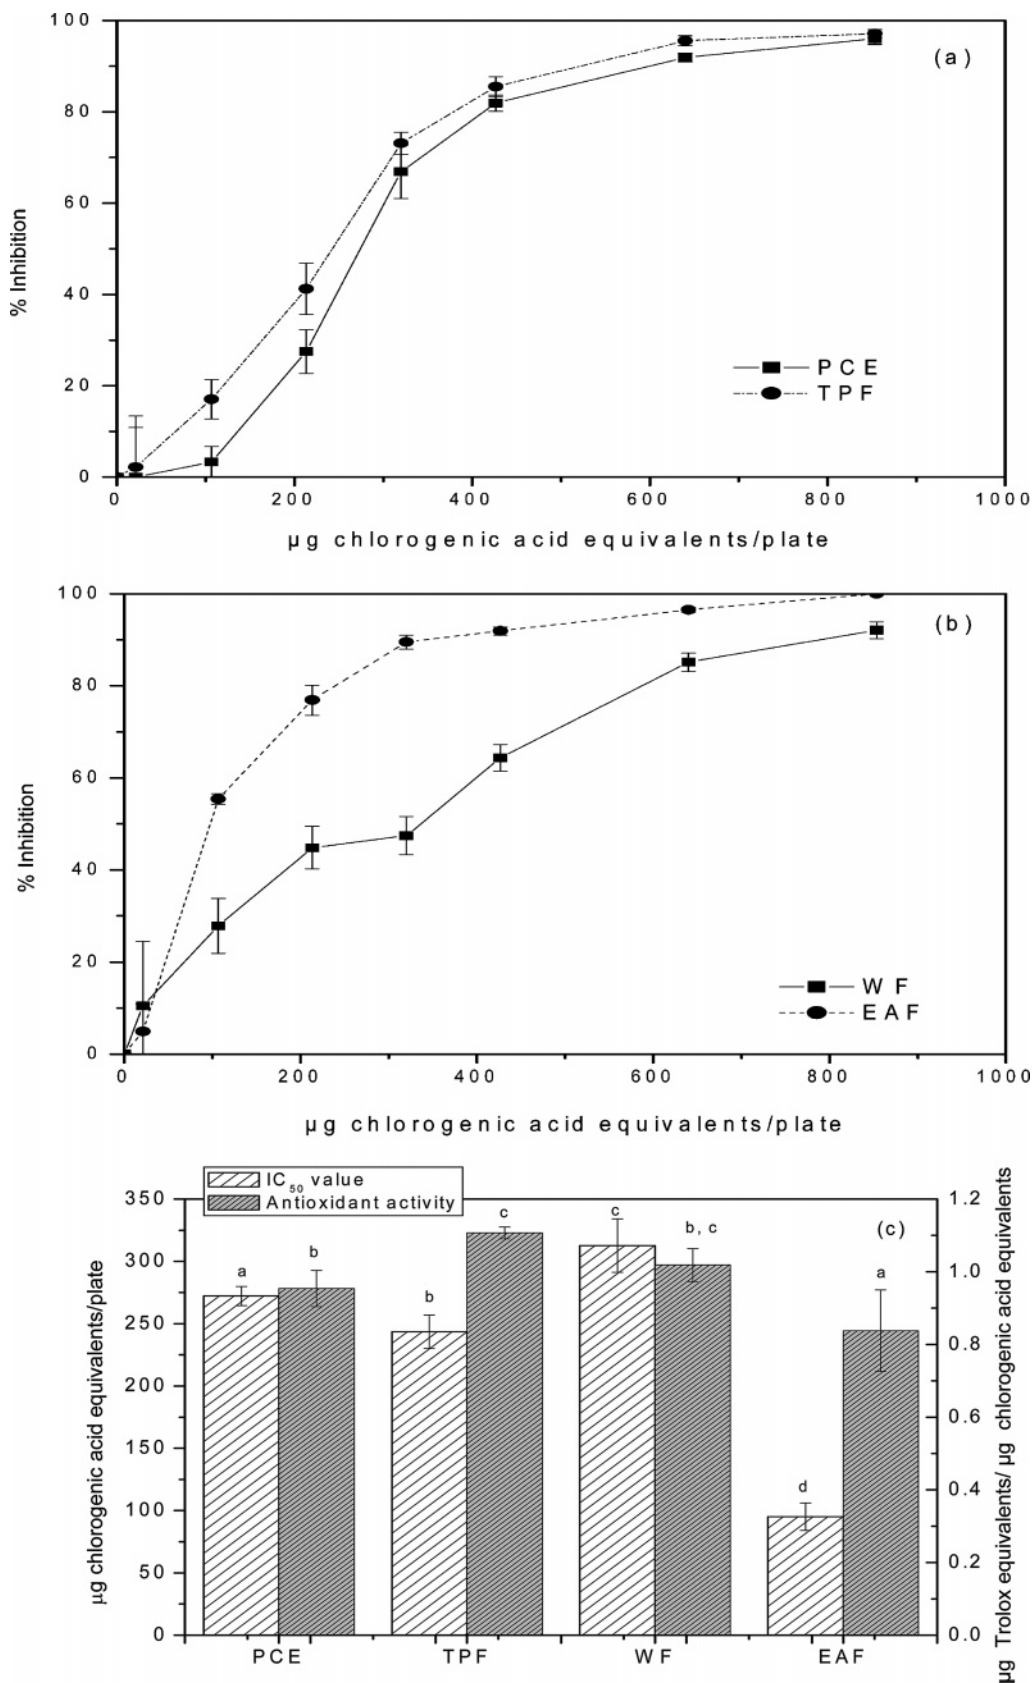 100
(a)
80
60
% Inhibition
40
PCE
20
TPF
0
0 200 400 600 800 1000
µg chlorogenic acid equivalents/plate
100
(b)
80
60
% Inhibition
40
20
WF
EAF
0
0 200 400 600 800 1000
µg chlorogenic acid equivalents/plate
IC50 value
Antioxidant activity
350 1.2
c c b, c (c)
300 a b 1.0
a
250 b
0.8
200
0.6
150
d 0.4
100
50 0.2
0 0.0
PCE TPF WF EAF
µg chlorogenic acid equivalents/plate
µg Trolox equivalents/ µg chlorogenic acid equivalents